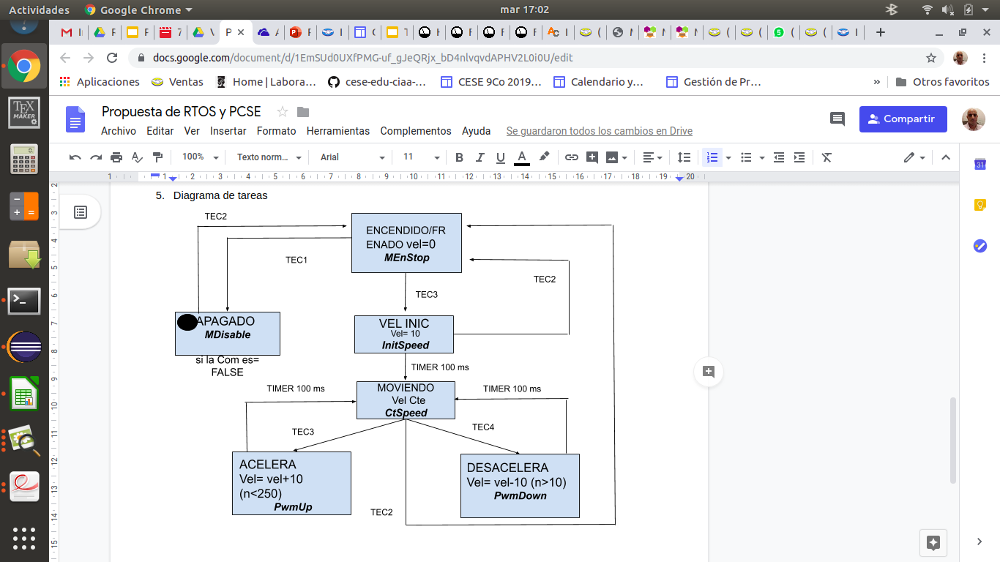 Actividades
Google Chrome
mar 17:02
docs.google.com/document/d/1EmSUd0UXfPMG-uf_gJeQRjx_bD4nlvqvdAPHV2L0i0U/edit
Aplicaciones
Ventas
Home | Labora...
cese-edu-ciaa-...
CESE 9Co 2019...
Calendario y...
Gestión de Pr...
»
Otros favoritos
Propuesta de RTOS y PCSE
Archivo Editar Ver Insertar Formato Herramientas Complementos Ayuda
Se guardaron todos los cambios en Drive
Compartir
100%
Texto norm...
Arial
11
5. Diagrama de tareas
TEC2
ENCENDIDO/FR
ENADO vel=0
MEnStop
TEC1
TEC2
TEC3
APAGADO
MDisable
VEL INIC
Vel= 10
InitSpeed
si la Com es=
FALSE
TIMER 100 ms
TIMER 100 ms
MOVIENDO
Vel Cte
CtSpeed
TIMER 100 ms
TEC3
TEC4
ACELERA
Vel= vel+10
(n<250)
PwmUp
DESACELERA
Vel= vel-10 (n>10)
PwmDown
TEC2